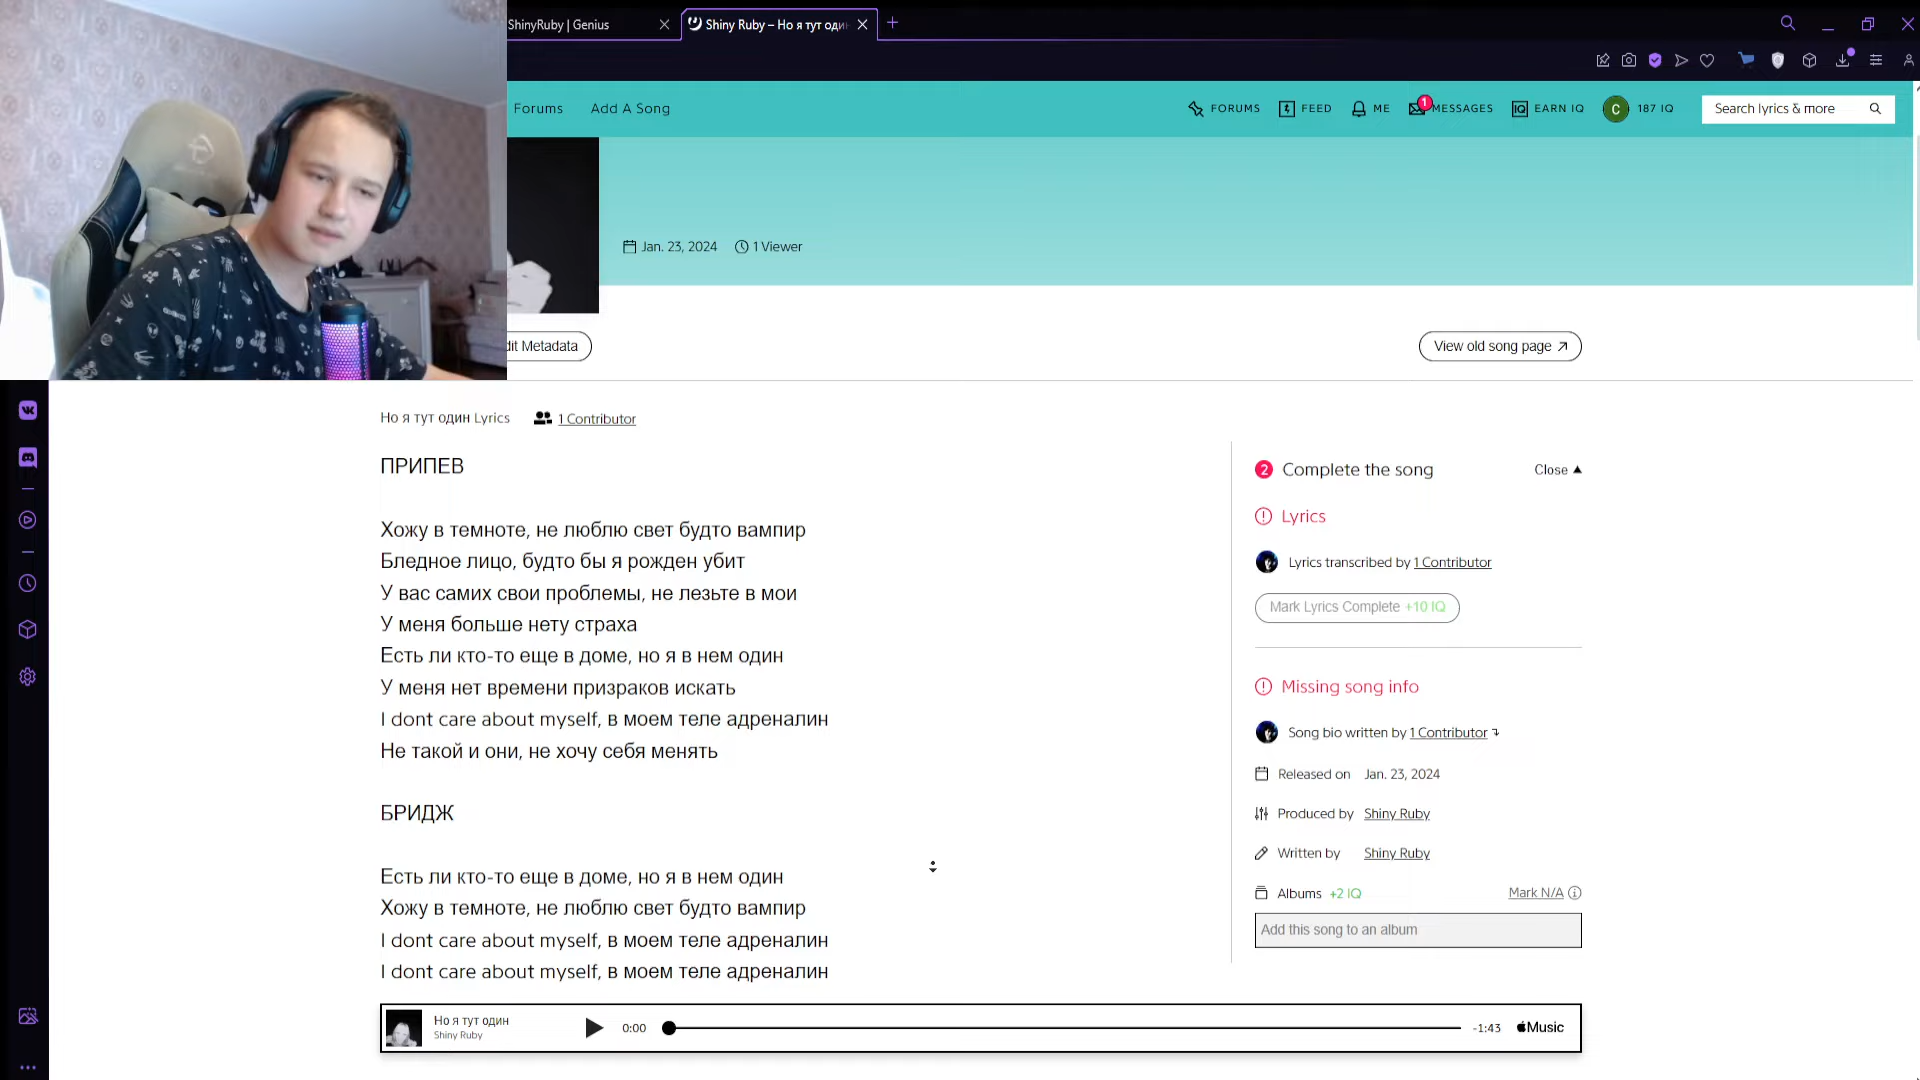 ShinyRuby | Genius
Shiny Ruby – Но я тут оди
Forums
Add A Song
FORUMS
FEED
ME
1
MESSAGES
EARN IQ
C
187 IQ
Search lyrics & more
Jan. 23, 2024
1 Viewer
dit Metadata
View old song page
Но я тут один Lyrics
1 Contributor
ПРИПЕВ
Хожу в темноте, не люблю свет будто вампир
Бледное лицо, будто бы я рожден убит
У вас самих свои проблемы, не лезьте в мои
У меня больше нету страха
Есть ли кто-то еще в доме, но я в нем один
У меня нет времени призраков искать
I dont care about myself, в моем теле адреналин
Не такой и они, не хочу себя менять
БРИДЖ
Есть ли кто-то еще в доме, но я в нем один
Хожу в темноте, не люблю свет будто вампир
I dont care about myself, в моем теле адреналин
I dont care about myself, в моем теле адреналин
2 Complete the song
Close
Lyrics
Lyrics transcribed by 1 Contributor
Mark Lyrics Complete +10 IQ
Missing song info
Song bio written by 1 Contributor
Released on Jan. 23, 2024
Produced by Shiny Ruby
Written by Shiny Ruby
Albums +2 IQ
Mark N/A
Add this song to an album
Но я тут один
Shiny Ruby
0:00
-1:43
Music